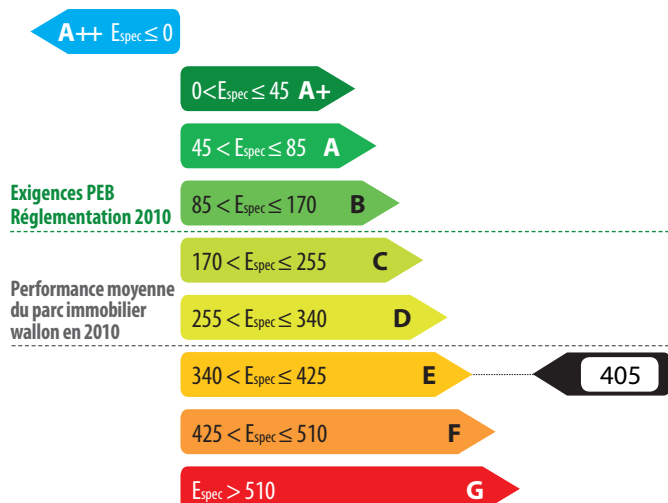 A++ Espec ≤ 0
0<Espec ≤ 45 A+
45 < Espec ≤ 85 A
Exigences PEB
Réglementation 2010
85 < Espec ≤ 170 B
170 < Espec ≤ 255 C
Performance moyenne
du parc immobilier
wallon en 2010
255 < Espec ≤ 340 D
340 < Espec ≤ 425 E
405
425 < Espec ≤ 510 F
Espec > 510 G